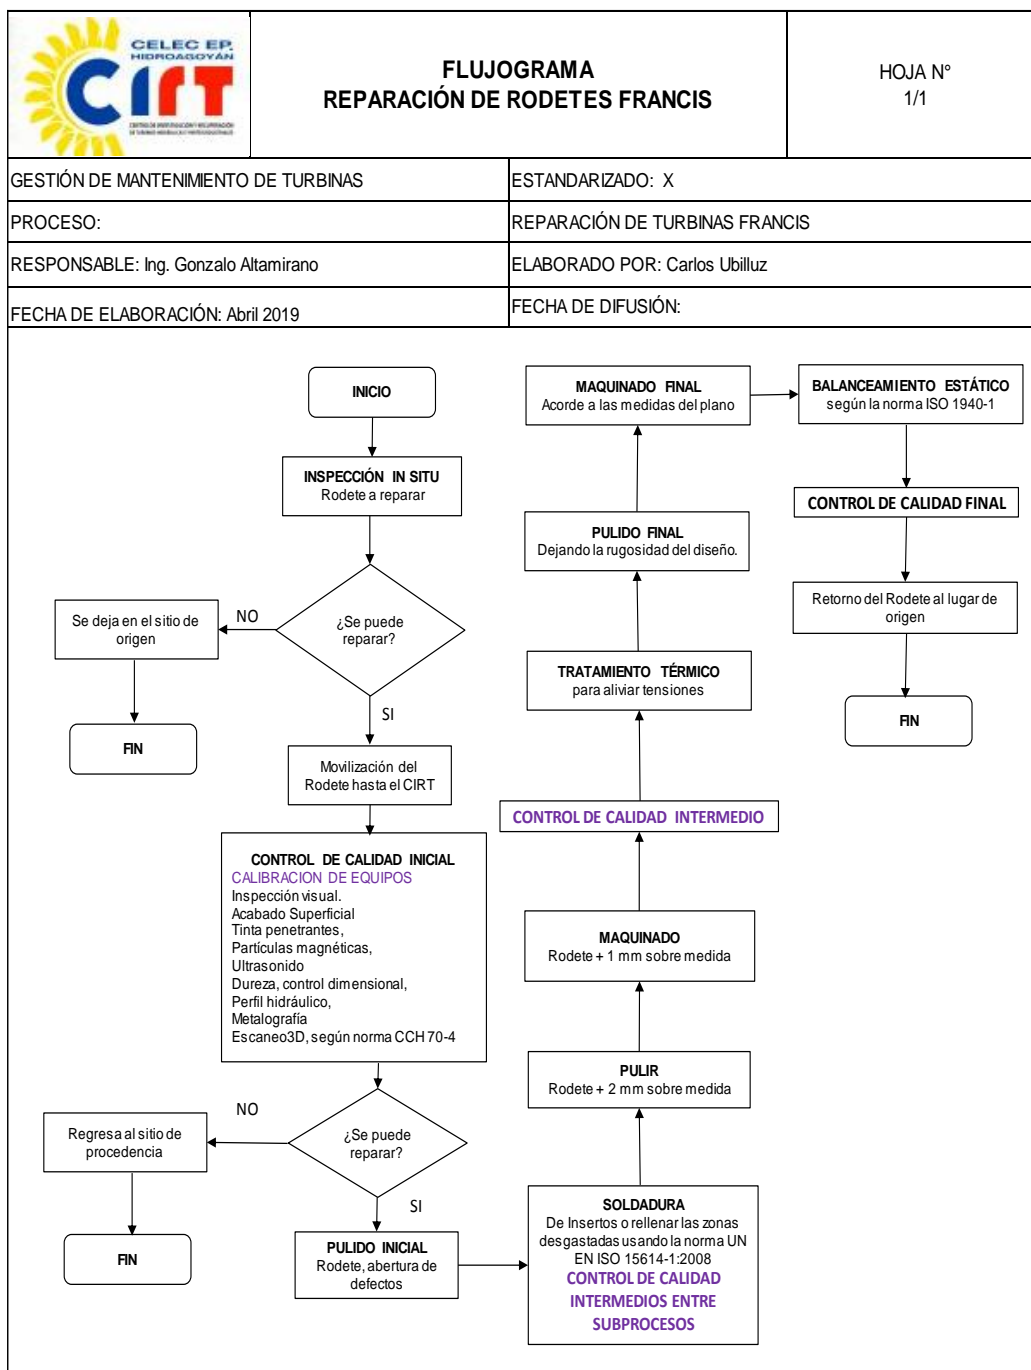 CELEC EP.
HIDROAGOYÁN
CIRT
FLUJOGRAMA
REPARACIÓN DE RODETES FRANCIS
HOJA N°
1/1
GESTIÓN DE MANTENIMIENTO DE TURBINAS
ESTANDARIZADO: X
PROCESO:
REPARACIÓN DE TURBINAS FRANCIS
RESPONSABLE: Ing. Gonzalo Altamirano
ELABORADO POR: Carlos Ubilluz
FECHA DE ELABORACIÓN: Abril 2019
FECHA DE DIFUSIÓN:
INICIO
INSPECCIÓN IN SITU
Rodete a reparar
¿Se puede
reparar?
NO
Se deja en el sitio de
origen
FIN
SI
Movilización del
Rodete hasta el CIRT
CONTROL DE CALIDAD INICIAL
CALIBRACION DE EQUIPOS
Inspección visual.
Acabado Superficial
Tinta penetrantes,
Partículas magnéticas,
Ultrasonido
Dureza, control dimensional,
Perfil hidráulico,
Metalografía
Escaneo3D, según norma CCH 70-4
¿Se puede
reparar?
NO
Regresa al sitio de
procedencia
FIN
SI
PULIDO INICIAL
Rodete, abertura de
defectos
SOLDADURA
De Insertos o rellenar las zonas
desgastadas usando la norma UN
EN ISO 15614-1:2008
CONTROL DE CALIDAD
INTERMEDIOS ENTRE
SUBPROCESOS
PULIR
Rodete + 2 mm sobre medida
MAQUINADO
Rodete + 1 mm sobre medida
CONTROL DE CALIDAD INTERMEDIO
TRATAMIENTO TÉRMICO
para aliviar tensiones
PULIDO FINAL
Dejando la rugosidad del diseño.
MAQUINADO FINAL
Acorde a las medidas del plano
BALANCEAMIENTO ESTÁTICO
según la norma ISO 1940-1
CONTROL DE CALIDAD FINAL
Retorno del Rodete al lugar de
origen
FIN